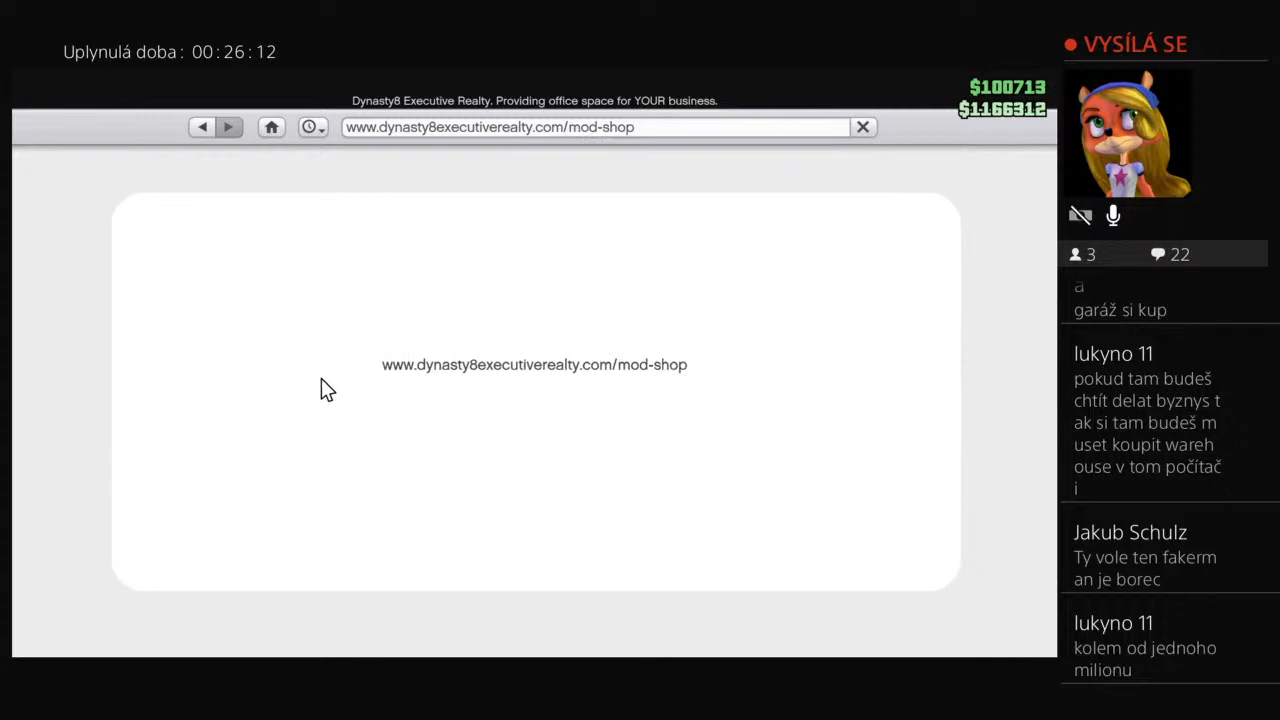 Uplynulá doba: 00:26:12
VYSÍLÁ SE
$100713
$1166312
Dynasty8 Executive Realty. Providing office space for YOUR business.
www.dynasty8executiverealty.com/mod-shop
www.dynasty8executiverealty.com/mod-shop
3 22
a
garáž si kup
lukyno 11
pokud tam budeš
chtít delat byznys t
ak si tam budeš m
uset koupit wareh
ouse v tom počítač
i
Jakub Schulz
Ty vole ten fakerm
an je borec
lukyno 11
kolem od jednoho
milionu